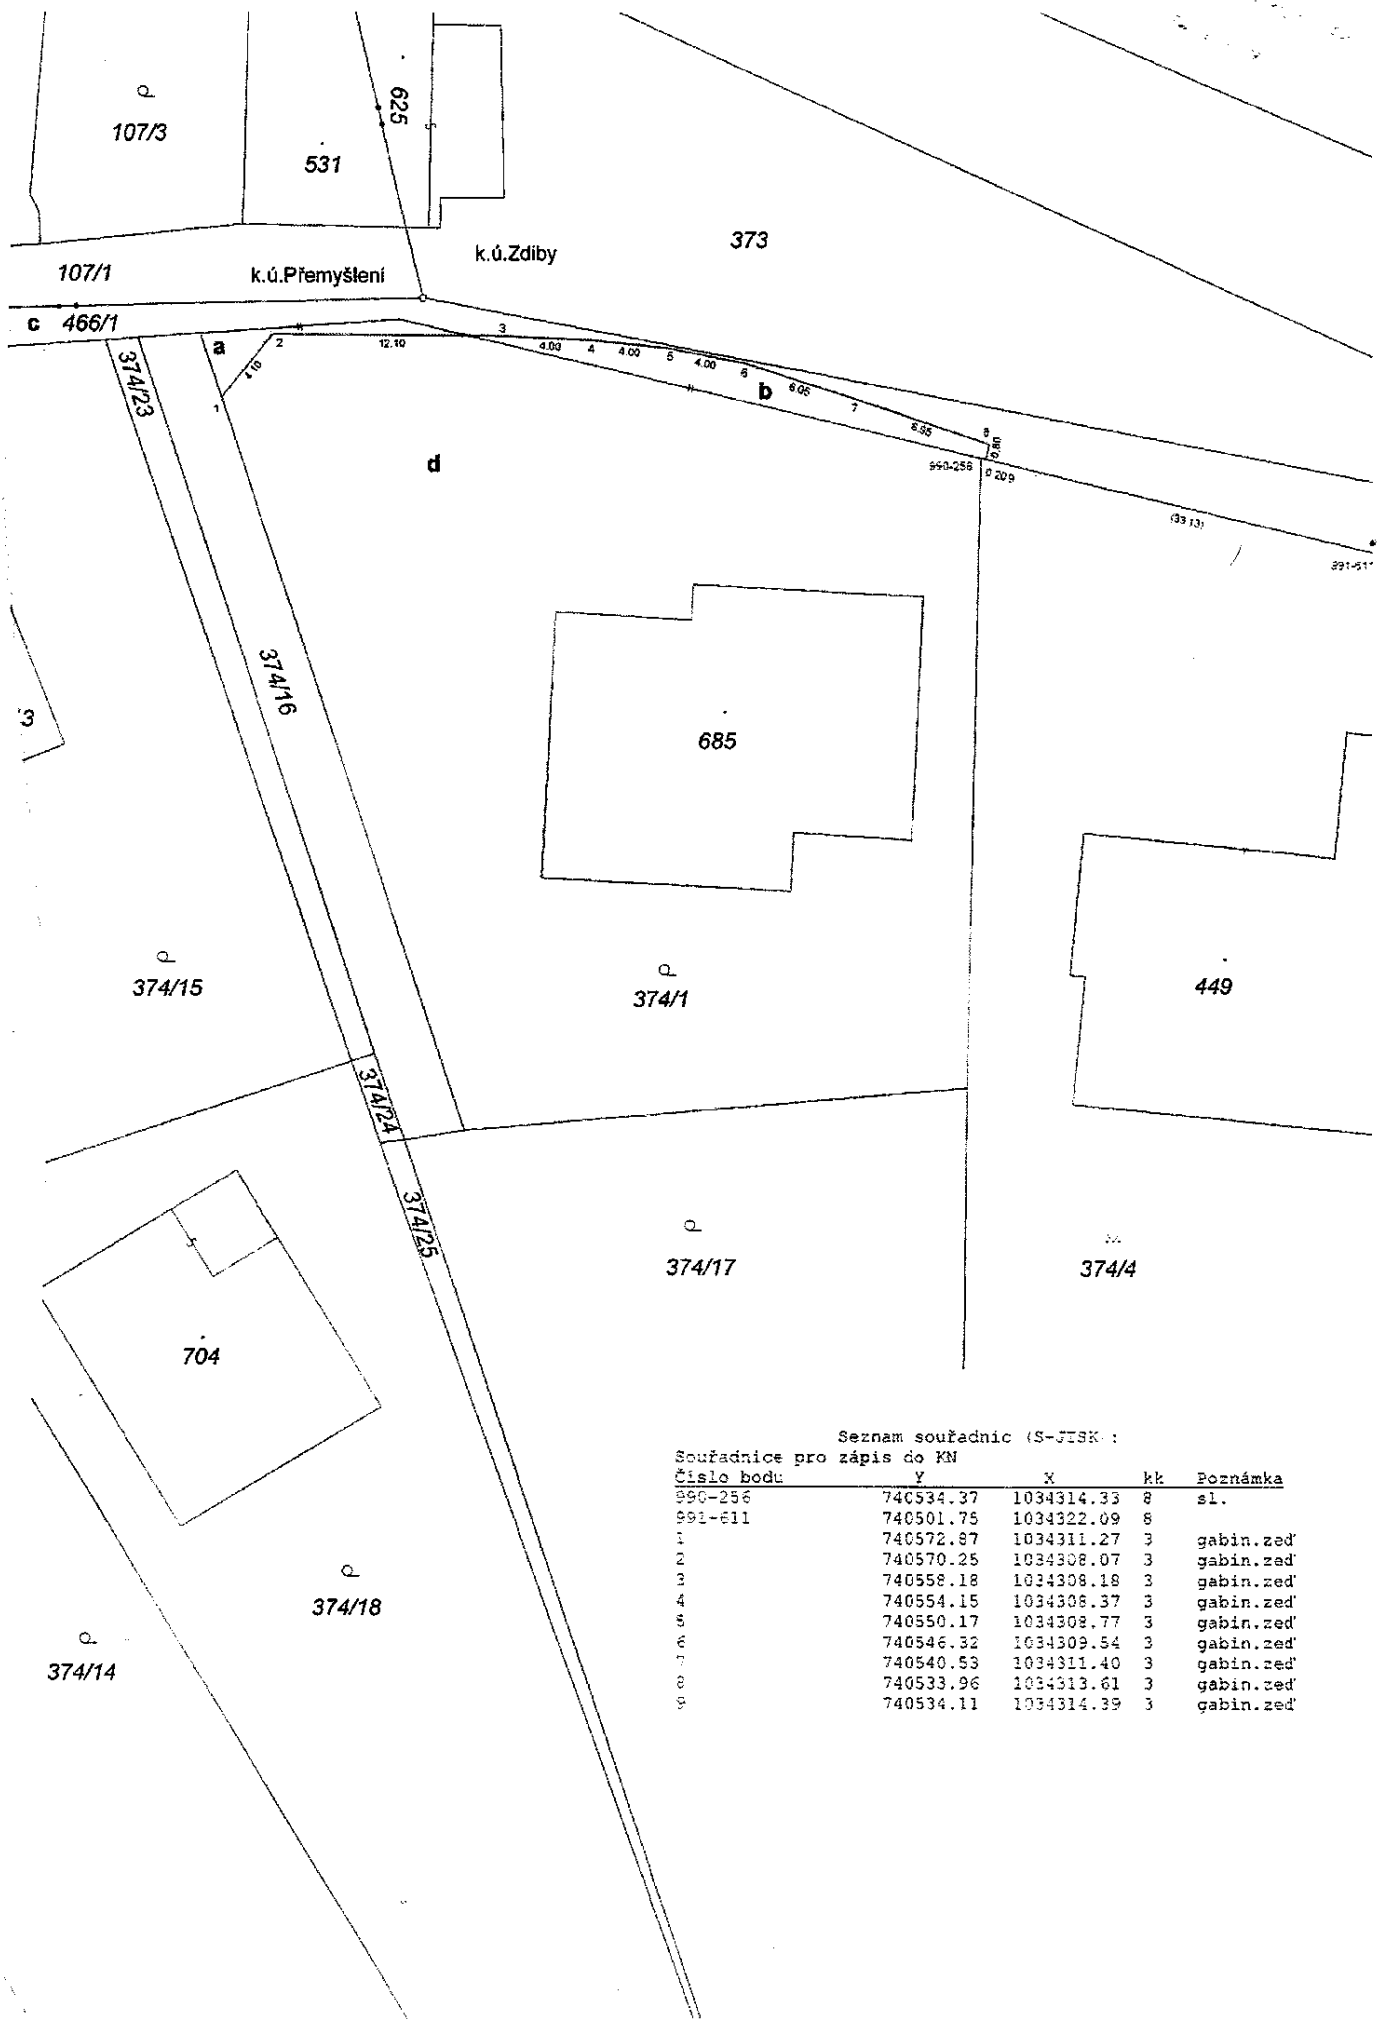 625
107/3
531
373
k.ú.Zdiby
107/1
k.ú.Přemyšlení
c 466/1
a
374/23
1
4.10
2
12.10
3
4.03
4
4.00
5
4.00
6
b
6.05
7
6.95
8
0.80
990-256
0.209
(33.13)
991-611
d
374/16
3
685
374/15
374/1
449
374/24
374/25
374/17
374/4
704
Seznam souřadnic (S-JTSK :
Souřadnice pro zápis do KN
Číslo bodu Y X kk Poznámka
990-256 740534.37 1034314.33 8 sl.
991-611 740501.75 1034322.09 8
1 740572.87 1034311.27 3 gabin.zeď
2 740570.25 1034308.07 3 gabin.zeď
3 740558.18 1034308.18 3 gabin.zeď
4 740554.15 1034308.37 3 gabin.zeď
5 740550.17 1034308.77 3 gabin.zeď
6 740546.32 1034309.54 3 gabin.zeď
7 740540.53 1034311.40 3 gabin.zeď
8 740533.96 1034313.61 3 gabin.zeď
9 740534.11 1034314.39 3 gabin.zeď
374/18
374/14